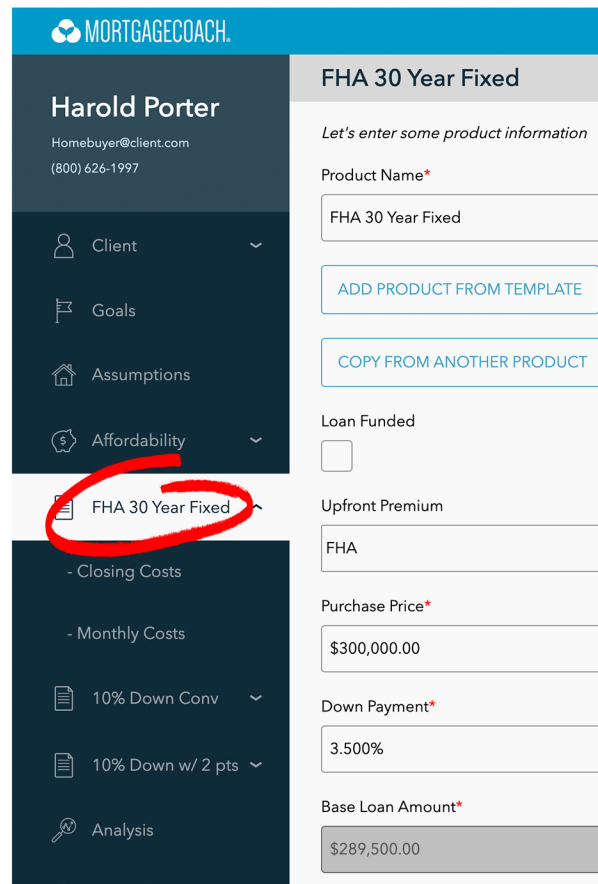 MORTGAGECOACH®
Harold Porter
Homebuyer@client.com
(800) 626-1997
Client
Goals
Assumptions
Affordability
FHA 30 Year Fixed
- Closing Costs
- Monthly Costs
10% Down Conv
10% Down w/ 2 pts
Analysis
FHA 30 Year Fixed
Let's enter some product information
Product Name*
FHA 30 Year Fixed
ADD PRODUCT FROM TEMPLATE
COPY FROM ANOTHER PRODUCT
Loan Funded
Upfront Premium
FHA
Purchase Price*
$300,000.00
Down Payment*
3.500%
Base Loan Amount*
$289,500.00